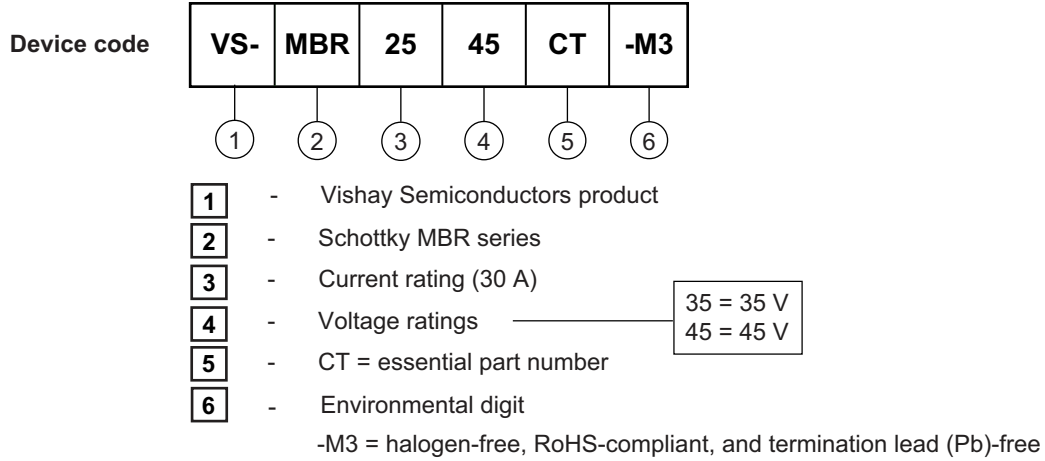 Device code VS- MBR 25 45 CT -M3
1 2 3 4 5 6
1 - Vishay Semiconductors product
2 - Schottky MBR series
3 - Current rating (30 A)
4 - Voltage ratings
35 = 35 V
45 = 45 V
5 - CT = essential part number
6 - Environmental digit
-M3 = halogen-free, RoHS-compliant, and termination lead (Pb)-free